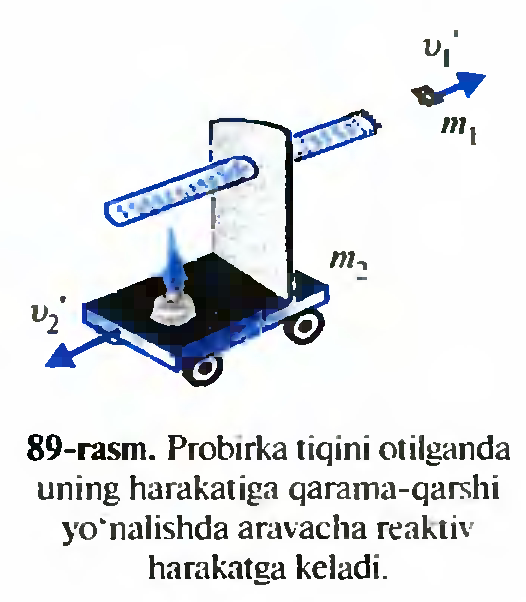 υ₁'
m₁
m₂
υ₂'
89-rasm. Probirka tiqini otilganda
uning harakatiga qarama-qarshi
yo‘nalishda aravacha reaktiv
harakatga keladi.